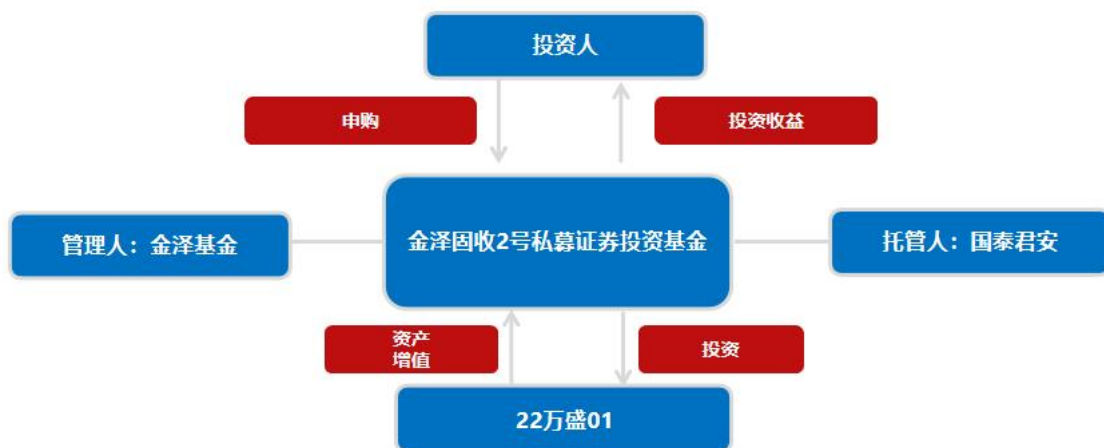 投资人
申购
投资收益
管理人：金泽基金
金泽固收2号私募证券投资基金
托管人：国泰君安
资产
增值
投资
22万盛01